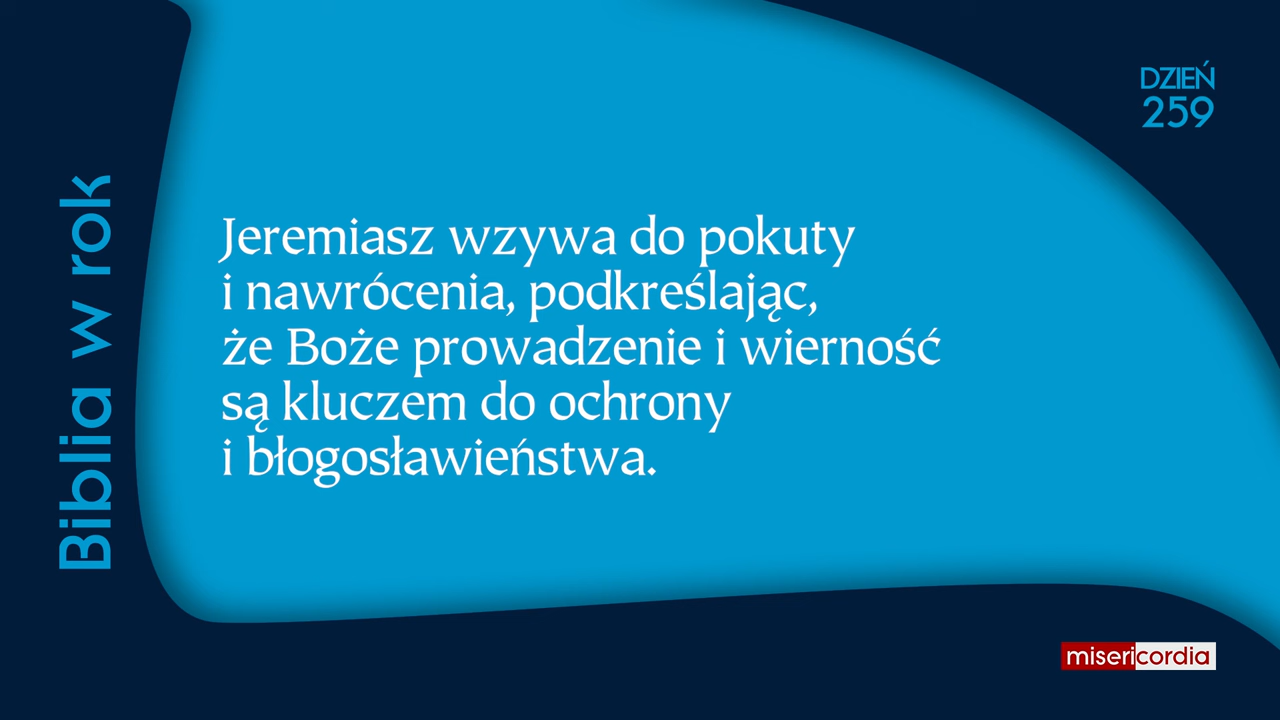 Biblia w rok
DZIEŃ
259
Jeremiasz wzywa do pokuty
i nawrócenia, podkreślając,
że Boże prowadzenie i wierność
są kluczem do ochrony
i błogosławieństwa.
misericordia